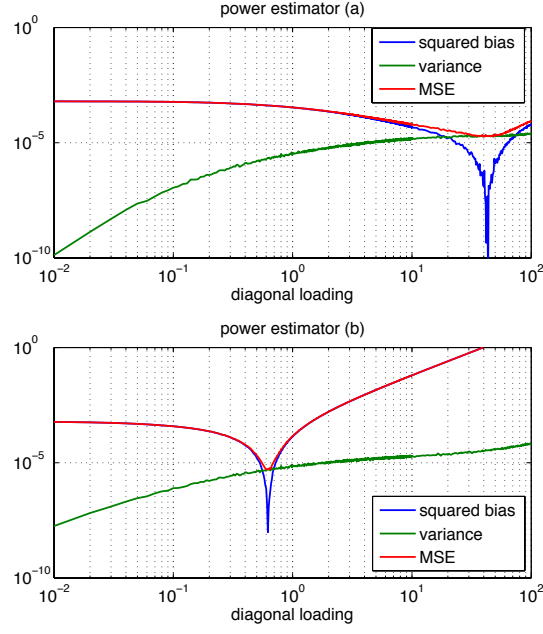 power estimator (a)
10^0
10^-5
10^-10
squared bias
variance
MSE
10^-2
10^-1
10^0
10^1
10^2
diagonal loading
power estimator (b)
10^0
10^-5
10^-10
squared bias
variance
MSE
10^-2
10^-1
10^0
10^1
10^2
diagonal loading